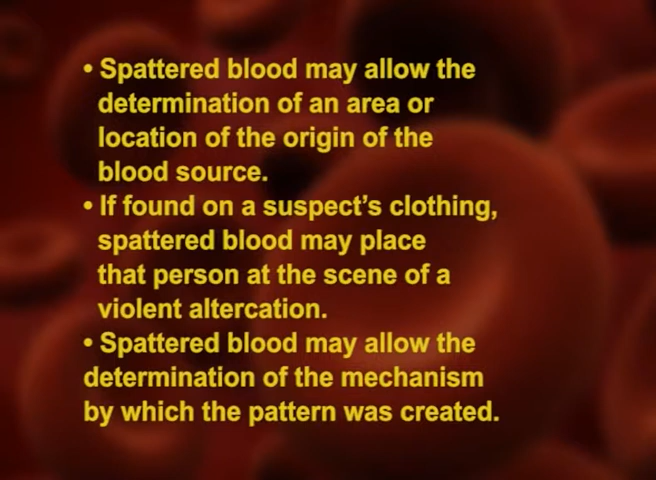 • Spattered blood may allow the
determination of an area or
location of the origin of the
blood source.
• If found on a suspect’s clothing,
spattered blood may place
that person at the scene of a
violent altercation.
• Spattered blood may allow the
determination of the mechanism
by which the pattern was created.